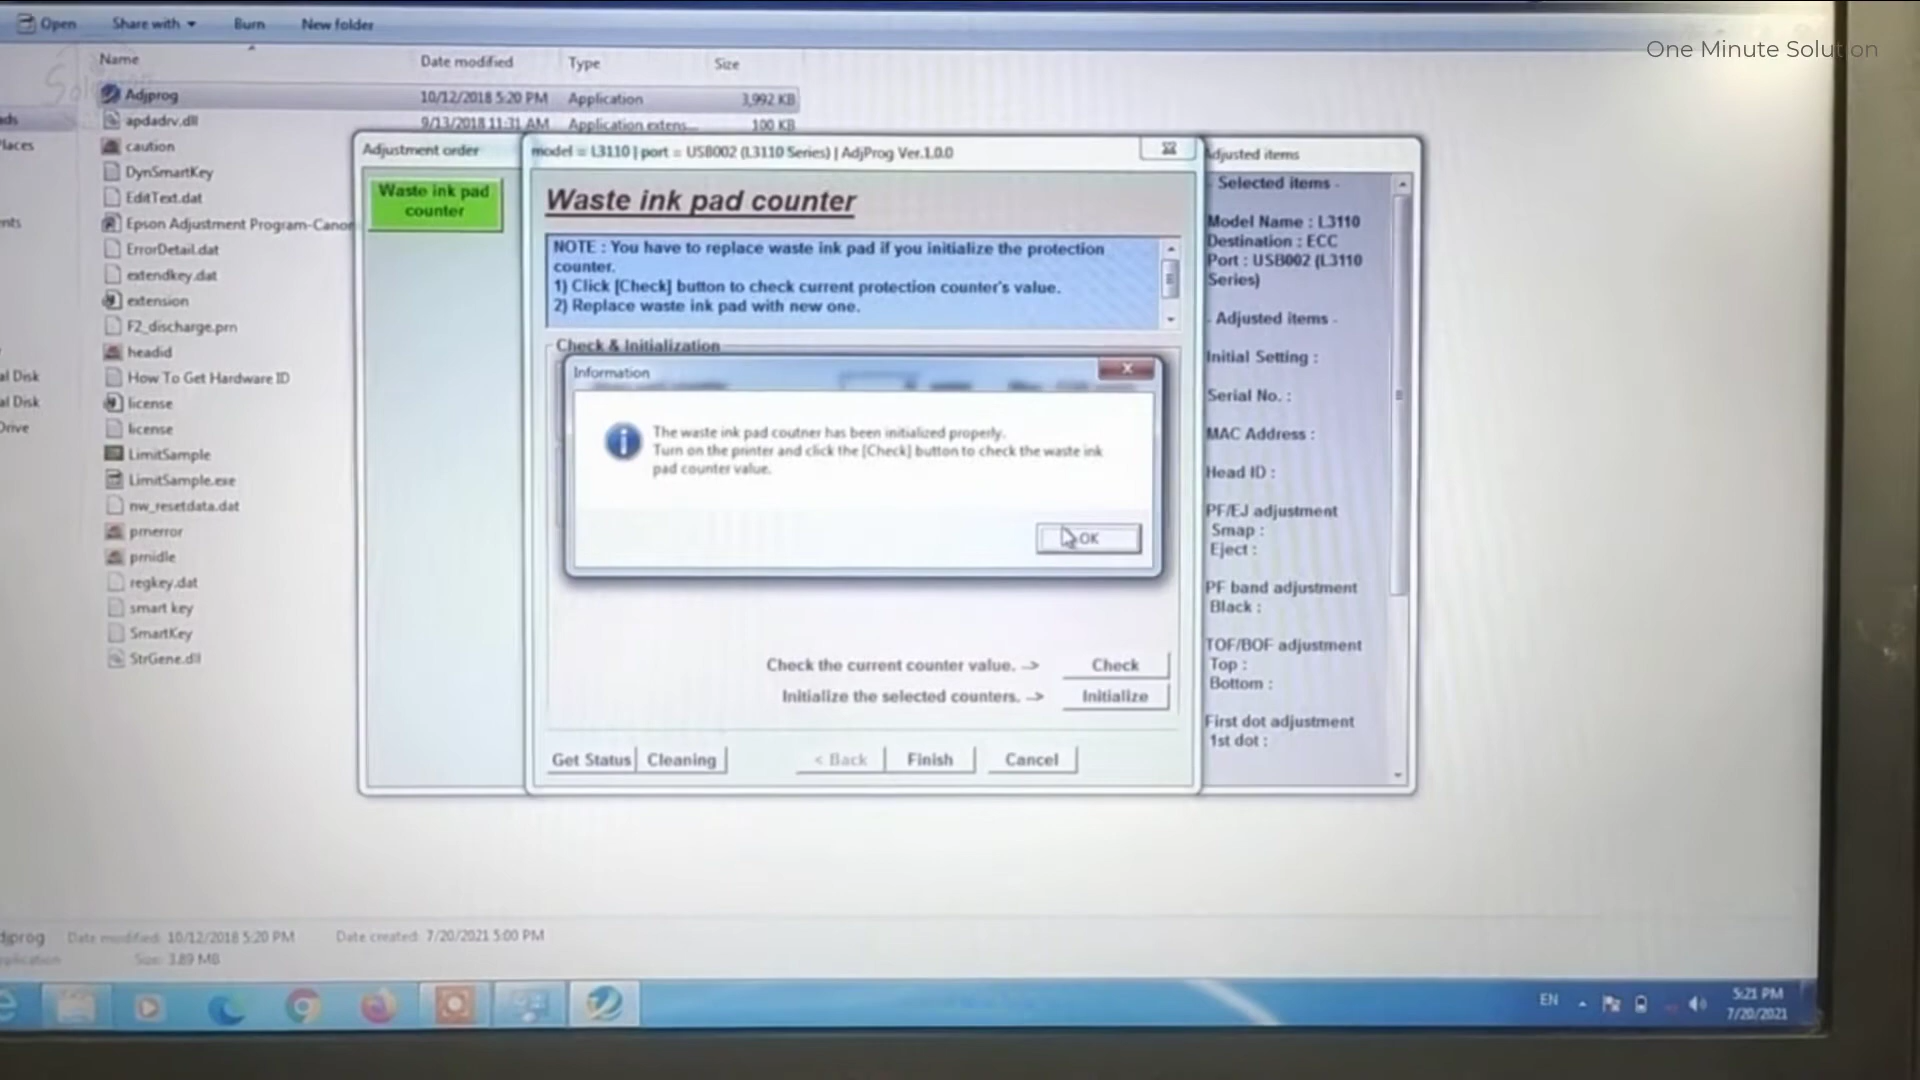 One Minute Solution
Open
Share with
Burn
New folder
Name
Date modified
Type
Size
Adjprog
10/12/2018 5:20 PM
Application
3,992 KB
apdadrv.dll
9/13/2018 11:31 AM
Application extens...
100 KB
caution
DynSmartKey
EditText.dat
Epson Adjustment Program-Canon
ErrorDetail.dat
extendkey.dat
extension
F2_discharge.prn
headid
How To Get Hardware ID
license
license
LimitSample
LimitSample.exe
nw_resetdata.dat
pmerror
pmidle
regkey.dat
smart key
SmartKey
StrGene.dll
ds
laces
nts
al Disk
al Disk
Drive
Adjustment order
Waste ink pad
counter
model = L3110 | port = USB002 (L3110 Series) | AdjProg Ver.1.0.0
Waste ink pad counter
NOTE : You have to replace waste ink pad if you initialize the protection
counter.
1) Click [Check] button to check current protection counter's value.
2) Replace waste ink pad with new one.
Check & Initialization
Information
The waste ink pad coutner has been initialized properly.
Turn on the printer and click the [Check] button to check the waste ink
pad counter value.
OK
Check the current counter value. -->
Check
Initialize the selected counters. -->
Initialize
Get Status
Cleaning
< Back
Finish
Cancel
Adjusted items
- Selected items -
Model Name : L3110
Destination : ECC
Port : USB002 (L3110
Series)
- Adjusted items -
Initial Setting :
Serial No. :
MAC Address :
Head ID :
PF/EJ adjustment
Smap :
Eject :
PF band adjustment
Black :
TOF/BOF adjustment
Top :
Bottom :
First dot adjustment
1st dot :
djprog
Date modified: 10/12/2018 5:20 PM
Date created: 7/20/2021 5:00 PM
pplication
Size: 3.89 MB
EN
5:21 PM
7/20/2021